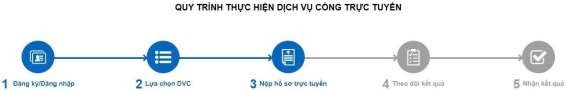 QUY TRÌNH THỰC HIỆN DỊCH VỤ CÔNG TRỰC TUYẾN
1 Đăng ký/Đăng nhập
2 Lựa chọn DVC
3 Nộp hồ sơ trực tuyến
4 Theo dõi kết quả
5 Nhận kết quả